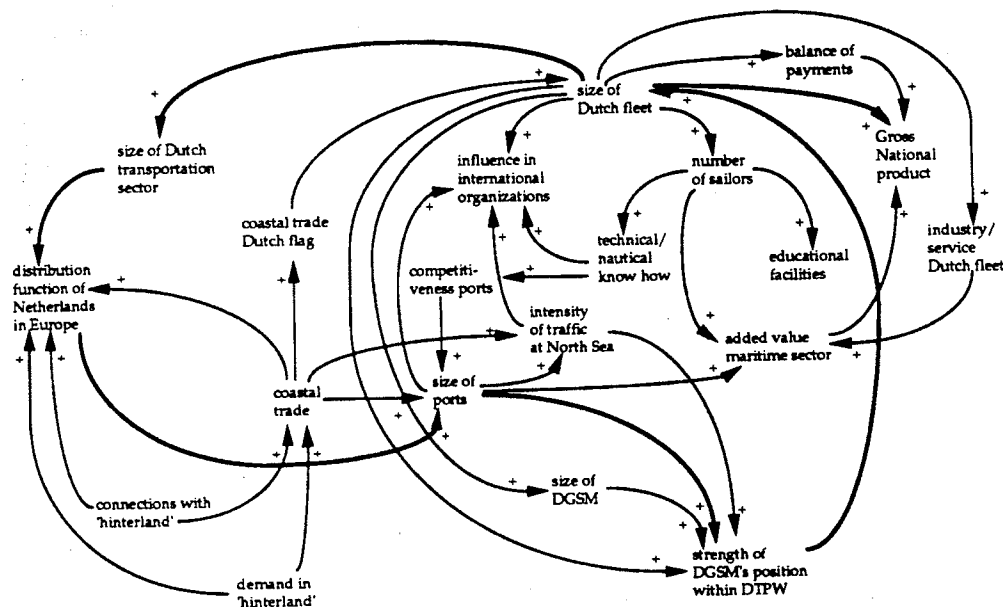 balance of
payments
size of
Dutch fleet
Gross
National
product
size of Dutch
transportation
sector
influence in
international
organizations
number
of sailors
coastal trade
Dutch flag
technical/
nautical
know how
educational
facilities
industry/
service
Dutch fleet
distribution
function of
Netherlands
in Europe
competiti-
veness ports
intensity
of traffic
at North Sea
added value
maritime sector
coastal
trade
size of
ports
connections with
'hinterland'
size of
DGSM
strength of
DGSM's position
within DTPW
demand in
'hinterland'